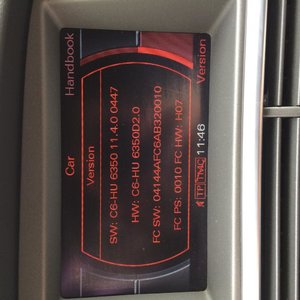 Handbook
Car
Version
Version
SW: C6-HU 6350 11.4.0 0447
HW: C6-HU 6350D2.0
FC SW: 04144AFC6AB320010
FC PS: 0010 FC HW: H07
TP TMC 11:46